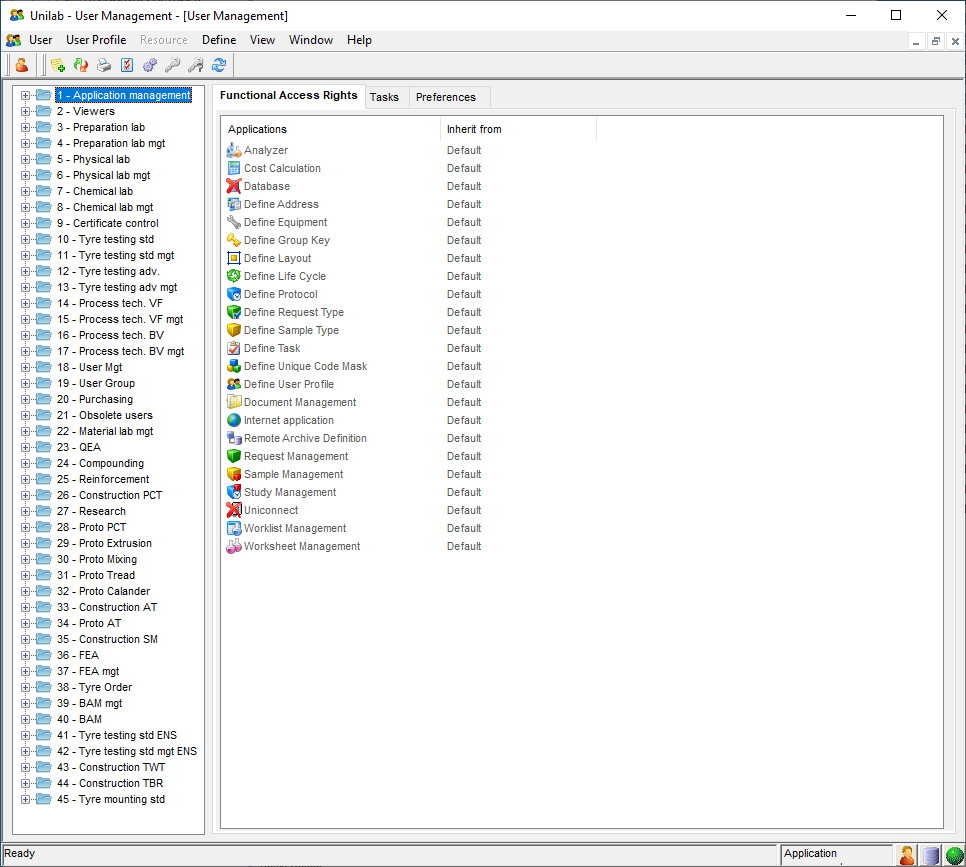 Unilab - User Management - [User Management]
User User Profile Resource Define View Window Help
1 - Application management
2 - Viewers
3 - Preparation lab
4 - Preparation lab mgt
5 - Physical lab
6 - Physical lab mgt
7 - Chemical lab
8 - Chemical lab mgt
9 - Certificate control
10 - Tyre testing std
11 - Tyre testing std mgt
12 - Tyre testing adv.
13 - Tyre testing adv mgt
14 - Process tech. VF
15 - Process tech. VF mgt
16 - Process tech. BV
17 - Process tech. BV mgt
18 - User Mgt
19 - User Group
20 - Purchasing
21 - Obsolete users
22 - Material lab mgt
23 - QEA
24 - Compounding
25 - Reinforcement
26 - Construction PCT
27 - Research
28 - Proto PCT
29 - Proto Extrusion
30 - Proto Mixing
31 - Proto Tread
32 - Proto Calander
33 - Construction AT
34 - Proto AT
35 - Construction SM
36 - FEA
37 - FEA mgt
38 - Tyre Order
39 - BAM mgt
40 - BAM
41 - Tyre testing std ENS
42 - Tyre testing std mgt ENS
43 - Construction TWT
44 - Construction TBR
45 - Tyre mounting std
Functional Access Rights Tasks Preferences
Applications Inherit from
Analyzer Default
Cost Calculation Default
Database Default
Define Address Default
Define Equipment Default
Define Group Key Default
Define Layout Default
Define Life Cycle Default
Define Protocol Default
Define Request Type Default
Define Sample Type Default
Define Task Default
Define Unique Code Mask Default
Define User Profile Default
Document Management Default
Internet application Default
Remote Archive Definition Default
Request Management Default
Sample Management Default
Study Management Default
Uniconnect Default
Worklist Management Default
Worksheet Management Default
Ready Application